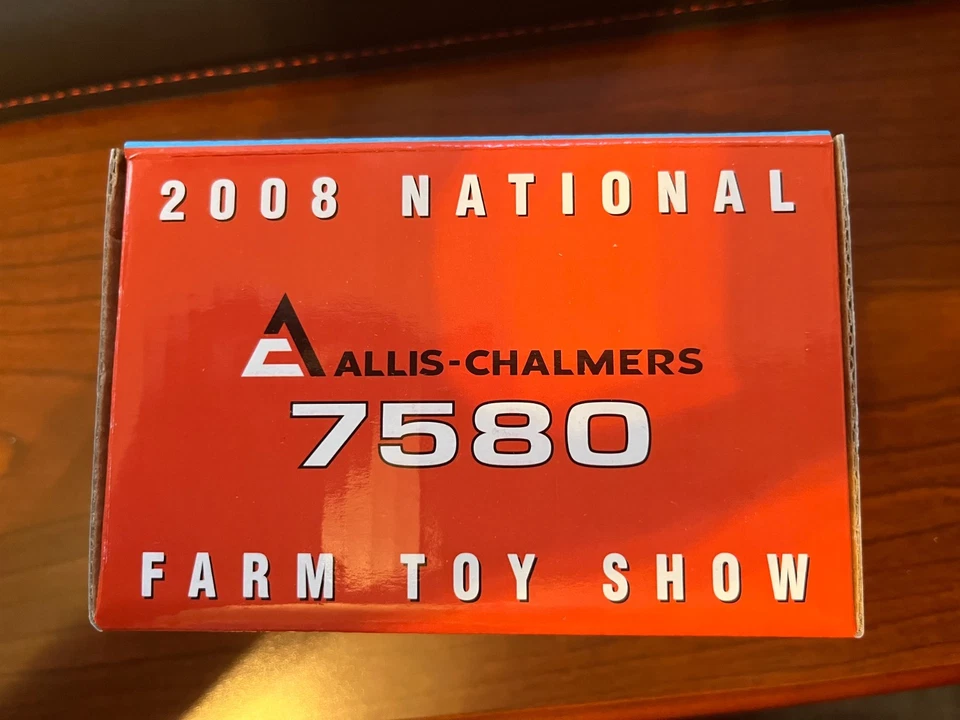 2008 NATIONAL
ALLIS-CHALMERS
7580
FARM TOY SHOW